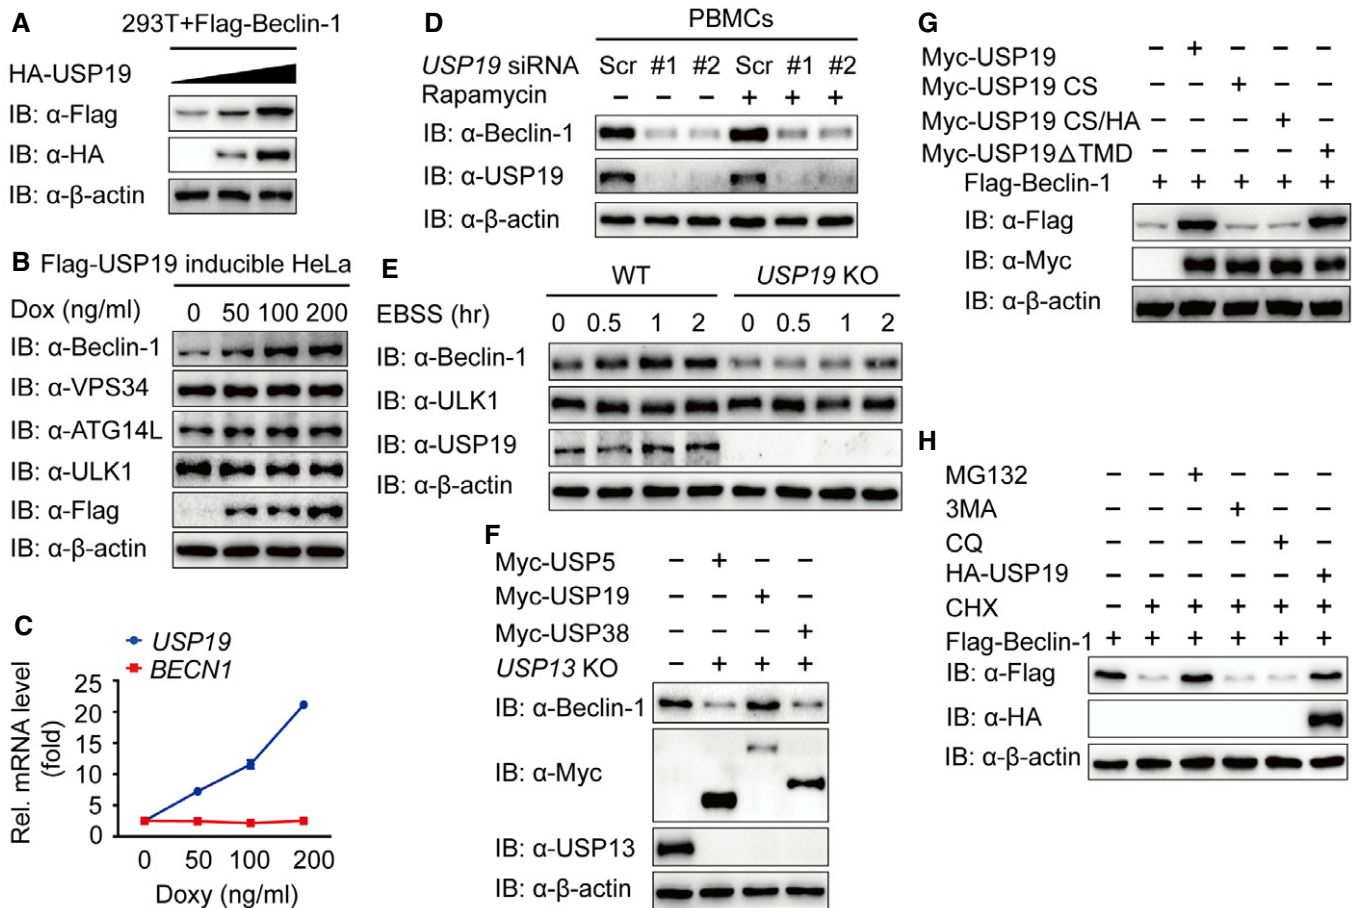 A
293T+Flag-Beclin-1
HA-USP19
IB: α-Flag
IB: α-HA
IB: α-β-actin
B
Flag-USP19 inducible HeLa
Dox (ng/ml) 0 50 100 200
IB: α-Beclin-1
IB: α-VPS34
IB: α-ATG14L
IB: α-ULK1
IB: α-Flag
IB: α-β-actin
C
USP19
BECN1
Rel. mRNA level
(fold)
25
20
15
10
5
0
0 50 100 200
Doxy (ng/ml)
D
PBMCs
USP19 siRNA Scr #1 #2 Scr #1 #2
Rapamycin − − − + + +
IB: α-Beclin-1
IB: α-USP19
IB: α-β-actin
E
WT USP19 KO
EBSS (hr) 0 0.5 1 2 0 0.5 1 2
IB: α-Beclin-1
IB: α-ULK1
IB: α-USP19
IB: α-β-actin
F
Myc-USP5 − + − −
Myc-USP19 − − + −
Myc-USP38 − − − +
USP13 KO − + + +
IB: α-Beclin-1
IB: α-Myc
IB: α-USP13
IB: α-β-actin
G
Myc-USP19 − + − − −
Myc-USP19 CS − − + − −
Myc-USP19 CS/HA − − − + −
Myc-USP19△TMD − − − − +
Flag-Beclin-1 + + + + +
IB: α-Flag
IB: α-Myc
IB: α-β-actin
H
MG132 − − + − − −
3MA − − − + − −
CQ − − − − + −
HA-USP19 − − − − − +
CHX − + + + + +
Flag-Beclin-1 + + + + + +
IB: α-Flag
IB: α-HA
IB: α-β-actin